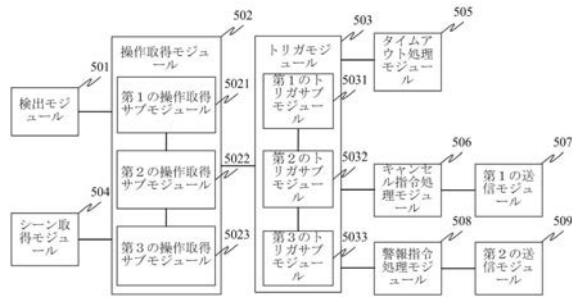 502
操作取得モジュ
ール
503
トリガモジ
ュール
505
タイムア
ウト処理
モジュール
501
検出モジ
ュール
5021
第１の操作取得
サブモジュール
5031
第１のト
リガサブ
モジュール
5022
第２の操作取得
サブモジュール
5032
第２のト
リガサブ
モジュール
506
キャンセ
ル指令処
理モジュール
507
第１の送
信モジュール
504
シーン取
得モジュール
5023
第３の操作取得
サブモジュール
5033
第３のト
リガサブ
モジュール
508
警報指令
処理モジュール
509
第２の送
信モジュール